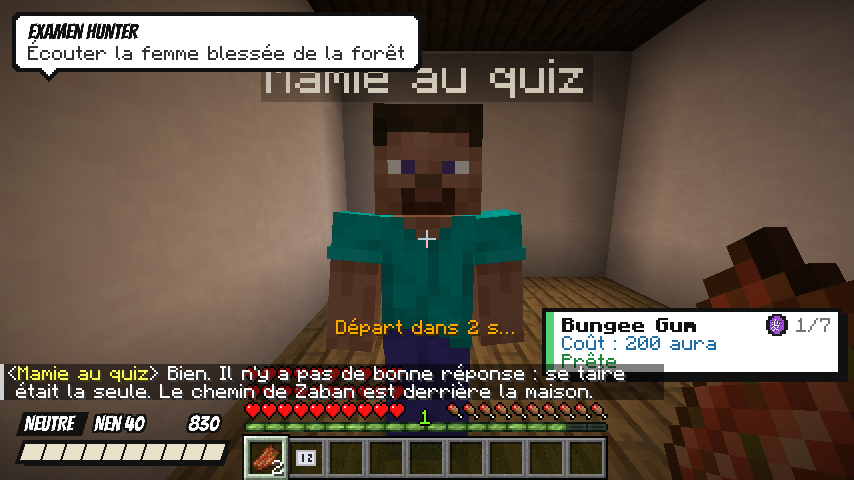 EXAMEN HUNTER
Écouter la femme blessée de la forêt
Mamie au quiz
Départ dans 2 s...
Bungee Gum 1/7
Coût : 200 aura
Prête
<Mamie au quiz> Bien. Il n'y a pas de bonne réponse : se taire
était la seule. Le chemin de Zaban est derrière la maison.
NEUTRE NEN 40 830
1
2 12